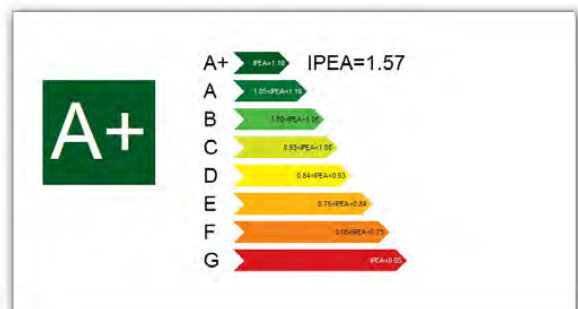 A+
A+ IPEA>1.10 IPEA=1.57
A 1.05<IPEA<1.10
B 1.00<IPEA<1.05
C 0.93<IPEA<1.00
D 0.84<IPEA<0.93
E 0.75<IPEA<0.84
F 0.65<IPEA<0.75
G IPEA<0.65